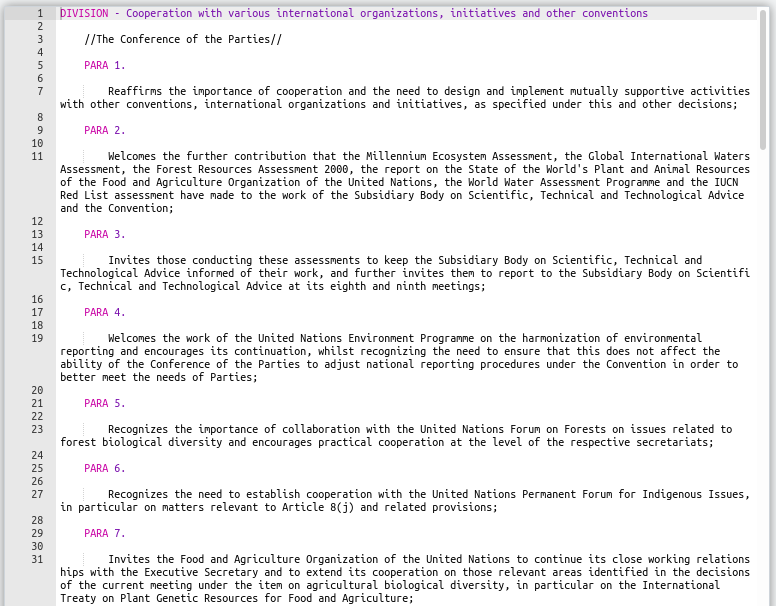 1 DIVISION - Cooperation with various international organizations, initiatives and other conventions
2
3 //The Conference of the Parties//
4
5 PARA 1.
6
7 Reaffirms the importance of cooperation and the need to design and implement mutually supportive activities
with other conventions, international organizations and initiatives, as specified under this and other decisions;
8
9 PARA 2.
10
11 Welcomes the further contribution that the Millennium Ecosystem Assessment, the Global International Waters
Assessment, the Forest Resources Assessment 2000, the report on the State of the World's Plant and Animal Resources
of the Food and Agriculture Organization of the United Nations, the World Water Assessment Programme and the IUCN
Red List assessment have made to the work of the Subsidiary Body on Scientific, Technical and Technological Advice
and the Convention;
12
13 PARA 3.
14
15 Invites those conducting these assessments to keep the Subsidiary Body on Scientific, Technical and
Technological Advice informed of their work, and further invites them to report to the Subsidiary Body on Scientifi
c, Technical and Technological Advice at its eighth and ninth meetings;
16
17 PARA 4.
18
19 Welcomes the work of the United Nations Environment Programme on the harmonization of environmental
reporting and encourages its continuation, whilst recognizing the need to ensure that this does not affect the
ability of the Conference of the Parties to adjust national reporting procedures under the Convention in order to
better meet the needs of Parties;
20
21 PARA 5.
22
23 Recognizes the importance of collaboration with the United Nations Forum on Forests on issues related to
forest biological diversity and encourages practical cooperation at the level of the respective secretariats;
24
25 PARA 6.
26
27 Recognizes the need to establish cooperation with the United Nations Permanent Forum for Indigenous Issues,
in particular on matters relevant to Article 8(j) and related provisions;
28
29 PARA 7.
30
31 Invites the Food and Agriculture Organization of the United Nations to continue its close working relations
hips with the Executive Secretary and to extend its cooperation on those relevant areas identified in the decisions
of the current meeting under the item on agricultural biological diversity, in particular on the International
Treaty on Plant Genetic Resources for Food and Agriculture;